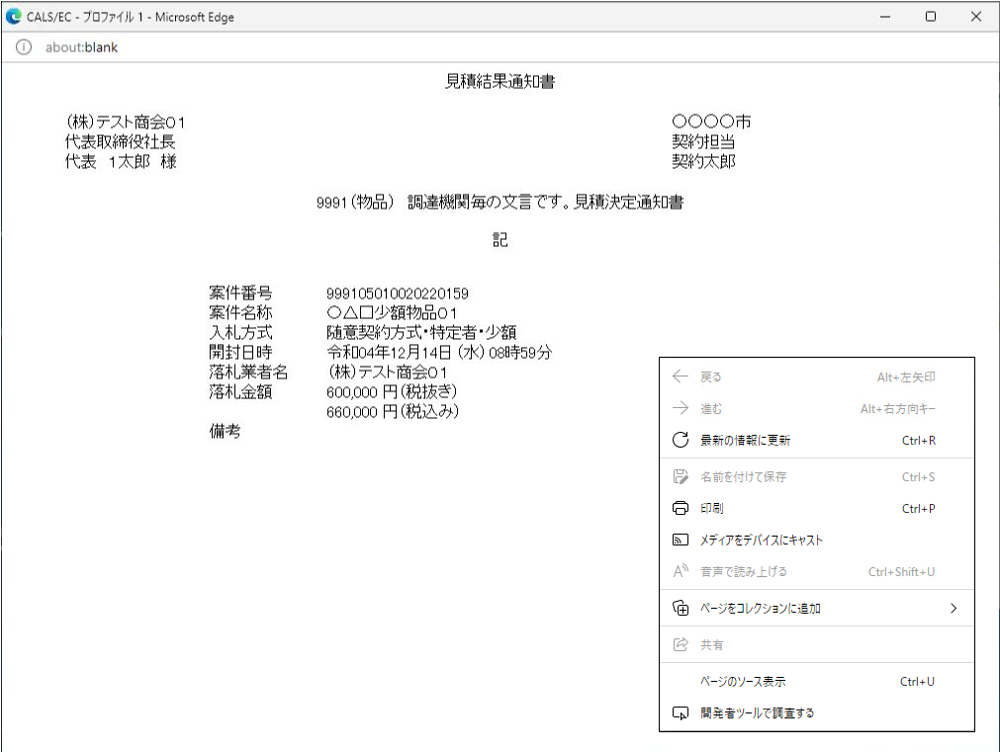 CALS/EC - プロファイル 1 - Microsoft Edge
about:blank
見積結果通知書
(株)テスト商会01
代表取締役社長
代表 1太郎 様
○○○○市
契約担当
契約太郎
9991(物品) 調達機関毎の文言です。見積決定通知書
記
案件番号 999105010020220159
案件名称 ○△□少額物品01
入札方式 随意契約方式・特定者・少額
開封日時 令和04年12月14日(水)08時59分
落札業者名 (株)テスト商会01
落札金額 600,000 円(税抜き)
660,000 円(税込み)
備考
戻る Alt+左矢印
進む Alt+右方向キー
最新の情報に更新 Ctrl+R
名前を付けて保存 Ctrl+S
印刷 Ctrl+P
メディアをデバイスにキャスト
音声で読み上げる Ctrl+Shift+U
ページをコレクションに追加
共有
ページのソース表示 Ctrl+U
開発者ツールで調査する